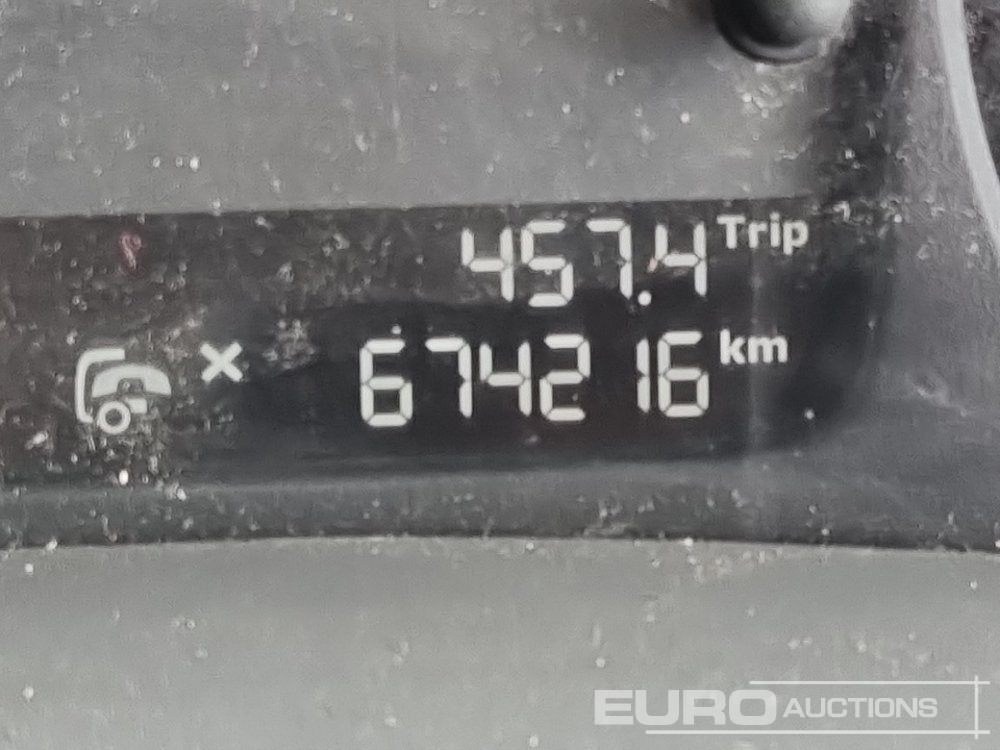 457.4 Trip
674216 km
EURO AUCTIONS